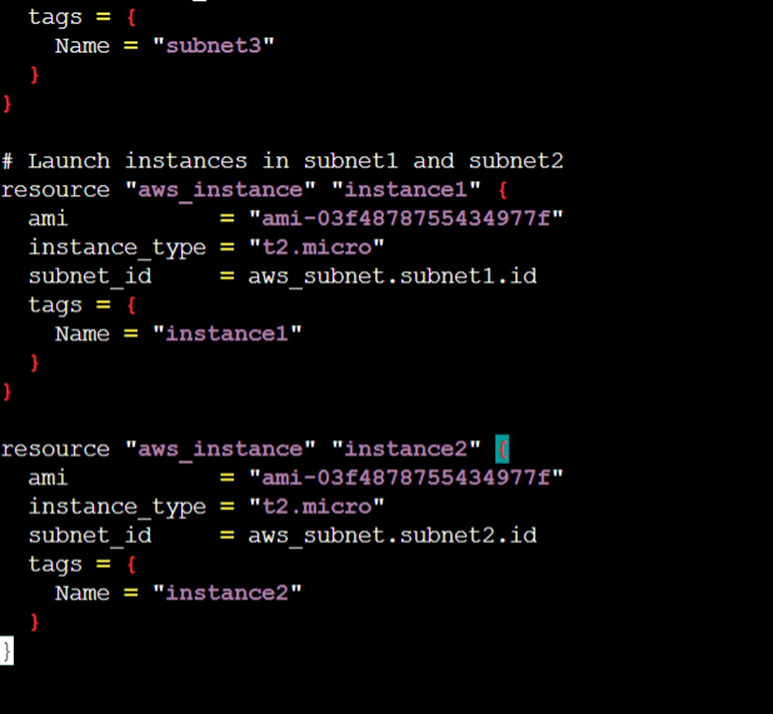 tags = {
    Name = "subnet3"
  }
}

# Launch instances in subnet1 and subnet2
resource "aws_instance" "instance1" {
  ami           = "ami-03f4878755434977f"
  instance_type = "t2.micro"
  subnet_id     = aws_subnet.subnet1.id
  tags = {
    Name = "instance1"
  }
}

resource "aws_instance" "instance2" {
  ami           = "ami-03f4878755434977f"
  instance_type = "t2.micro"
  subnet_id     = aws_subnet.subnet2.id
  tags = {
    Name = "instance2"
  }
}